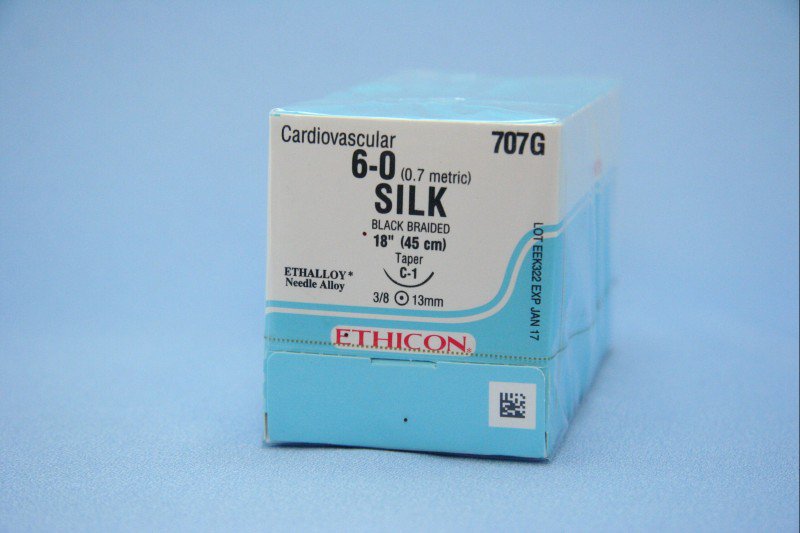 Cardiovascular
707G
6-0 (0.7 metric)
SILK
BLACK BRAIDED
18" (45 cm)
Taper
C-1
ETHALLOY*
Needle Alloy
3/8 13mm
LOT EEK322 EXP JAN 17
ETHICON*